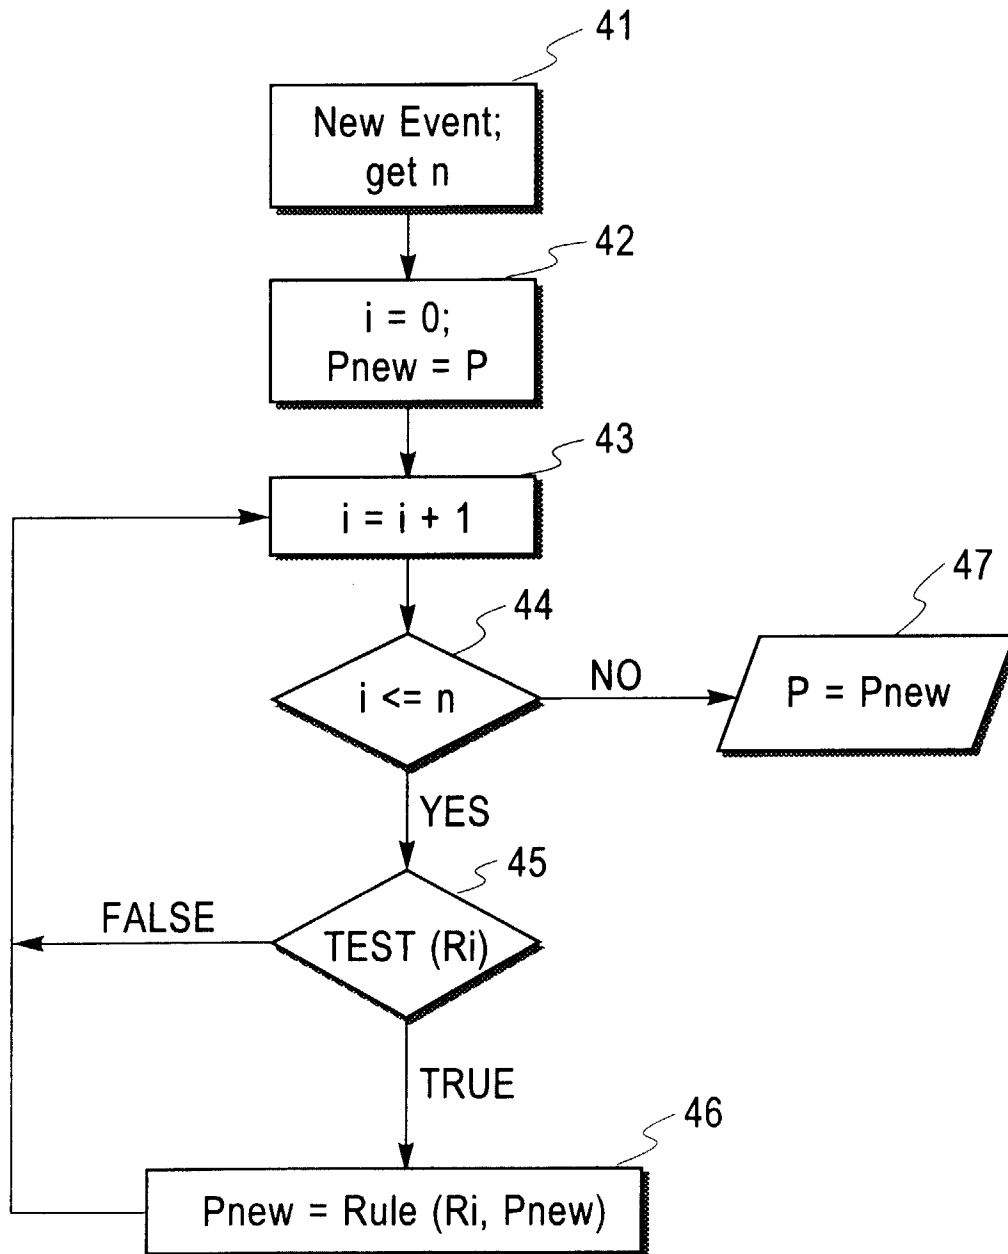 41
New Event;
get n
42
i = 0;
Pnew = P
43
i = i + 1
44
i <= n
NO
47
P = Pnew
YES
45
TEST (Ri)
FALSE
TRUE
46
Pnew = Rule (Ri, Pnew)